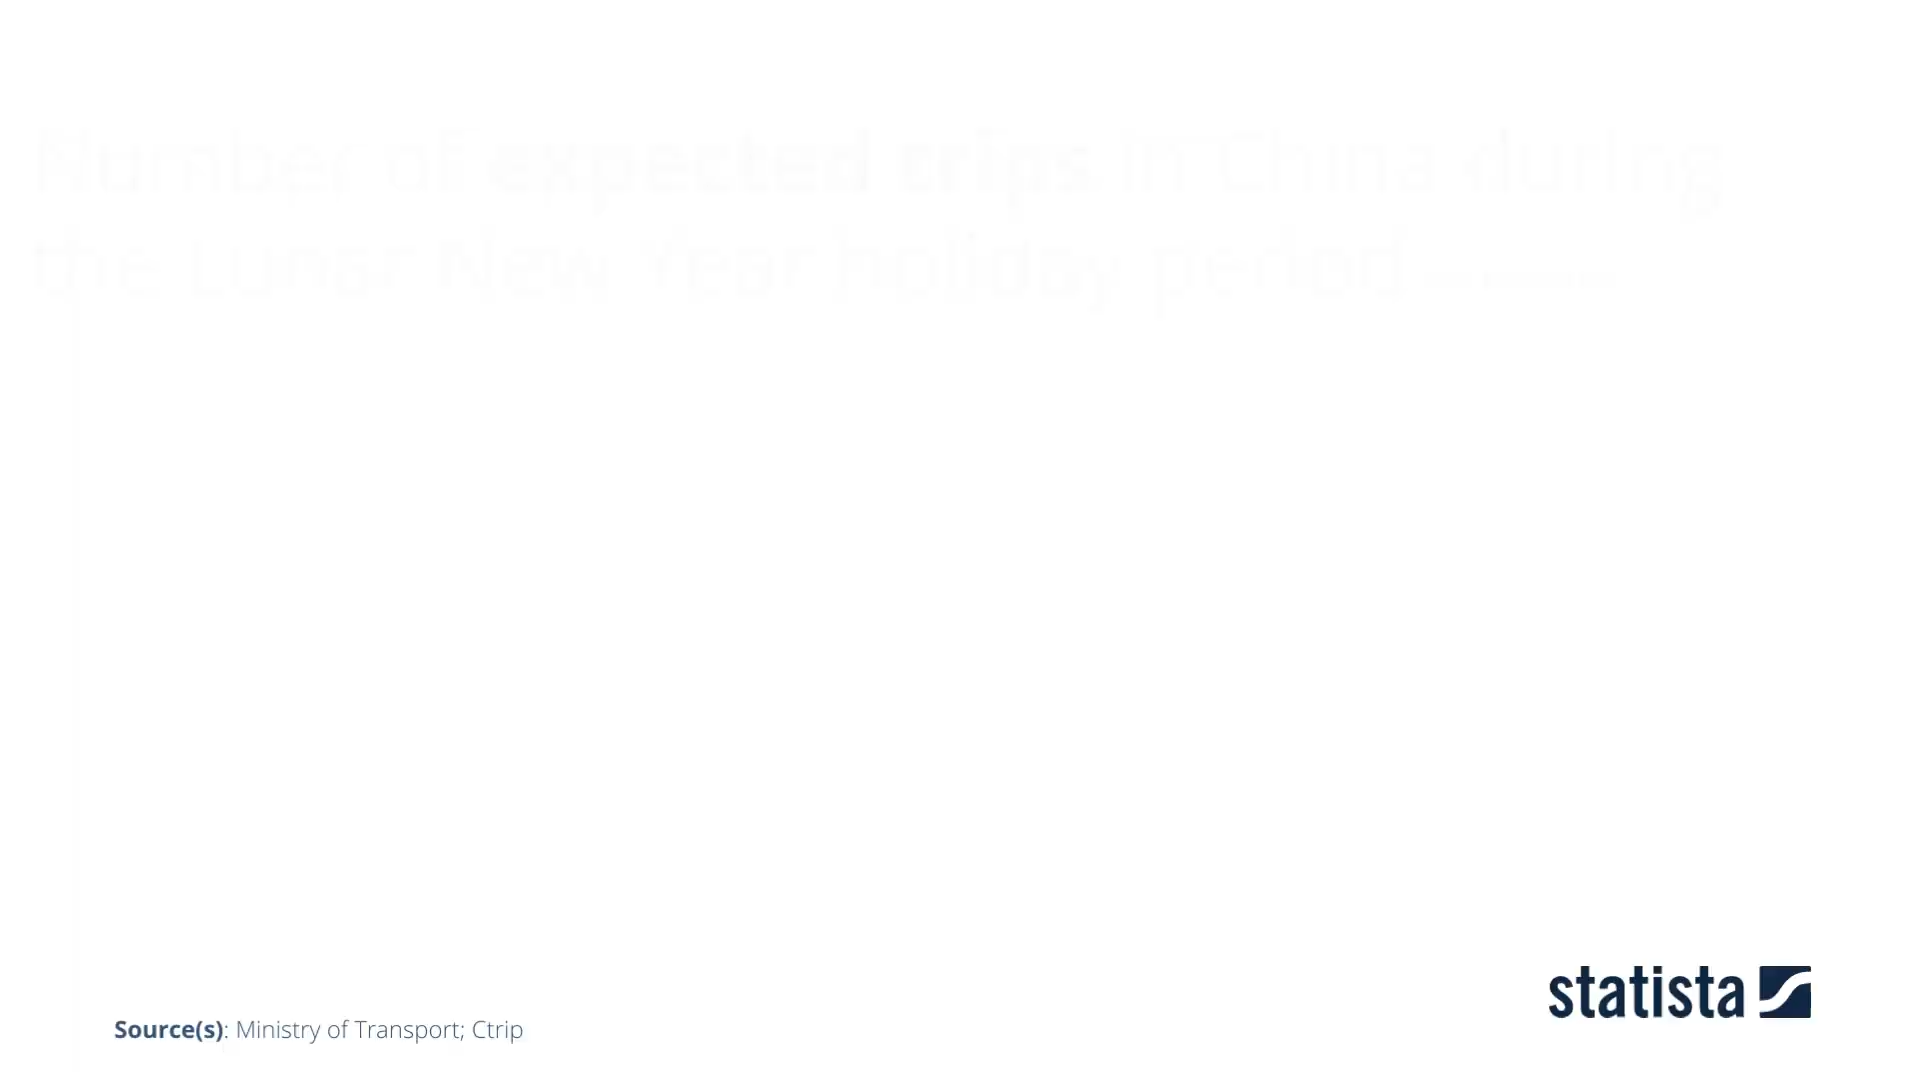 Number of expected trips in China during
the Lunar New Year holiday period
statista
Source(s): Ministry of Transport; Ctrip